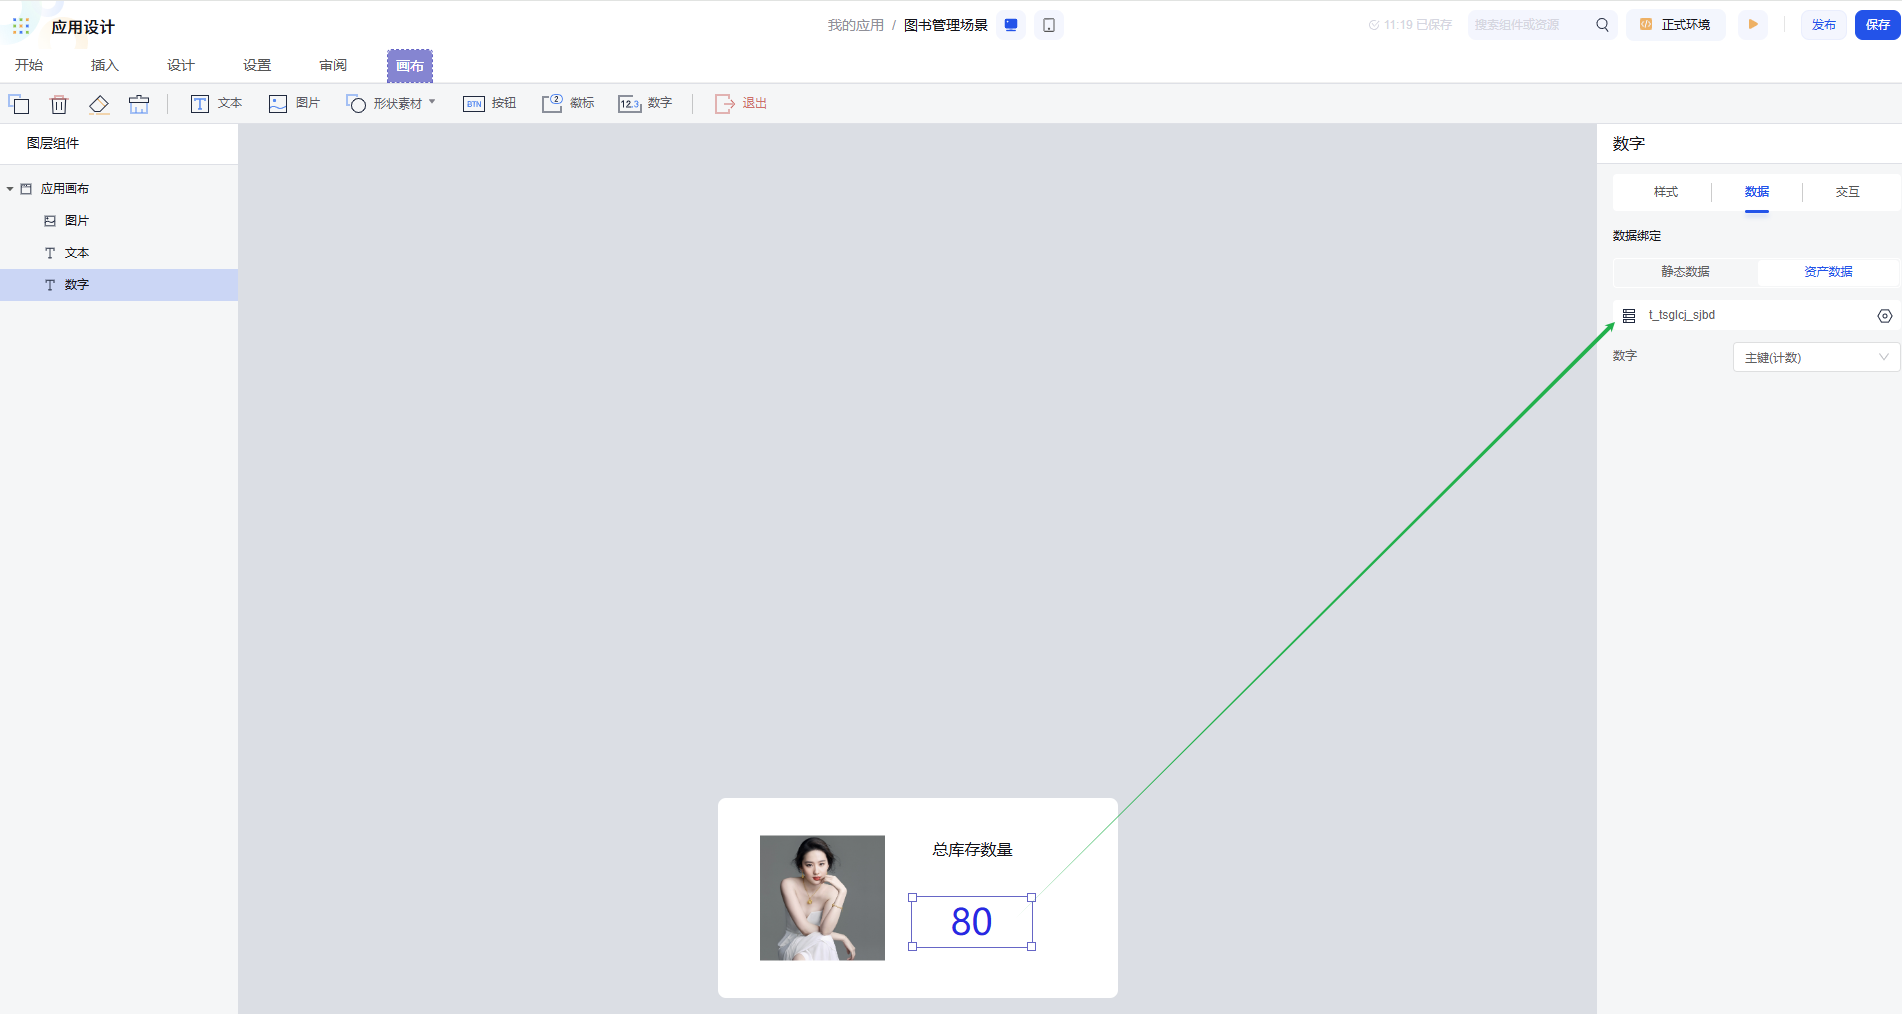 应用设计
我的应用 / 图书管理场景
11:19 已保存
搜索组件或资源
正式环境
发布
保存
开始
插入
设计
设置
审阅
画布
文本
图片
形状素材
BTN 按钮
2 徽标
12.3 数字
退出
图层组件
应用画布
图片
文本
数字
总库存数量
80
数字
样式
数据
交互
数据绑定
静态数据
资产数据
t_tsglcj_sjbd
数字
主键(计数)